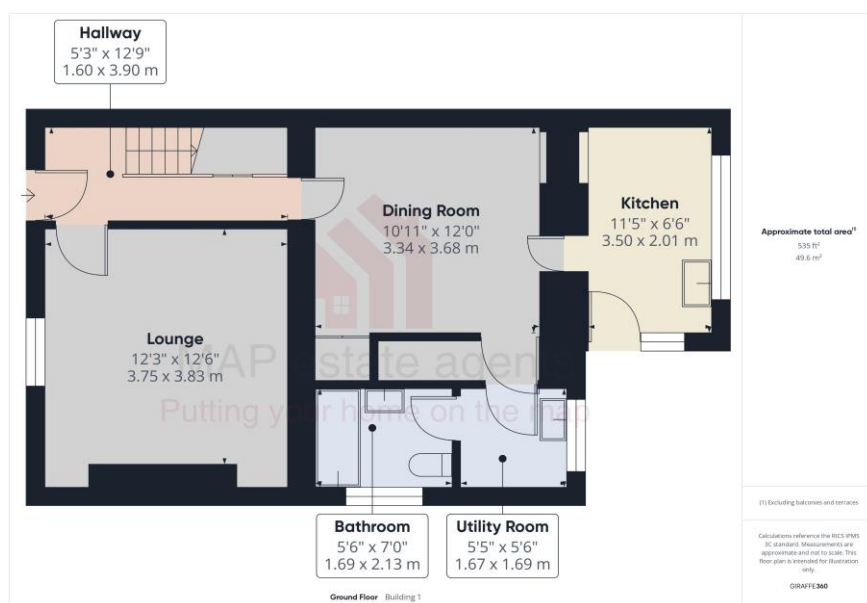 Hallway
5'3" x 12'9"
1.60 x 3.90 m
Dining Room
10'11" x 12'0"
3.34 x 3.68 m
Kitchen
11'5" x 6'6"
3.50 x 2.01 m
Lounge
12'3" x 12'6"
3.75 x 3.83 m
MAP estate agents
Putting your home on the map
Bathroom
5'6" x 7'0"
1.69 x 2.13 m
Utility Room
5'5" x 5'6"
1.67 x 1.69 m
Ground Floor Building 1
Approximate total area(1)
535 ft²
49.6 m²
(1) Excluding balconies and terraces
Calculations reference the RICS IPMS
3C standard. Measurements are
approximate and not to scale. This
floor plan is intended for illustration
only.
GIRAFFE360